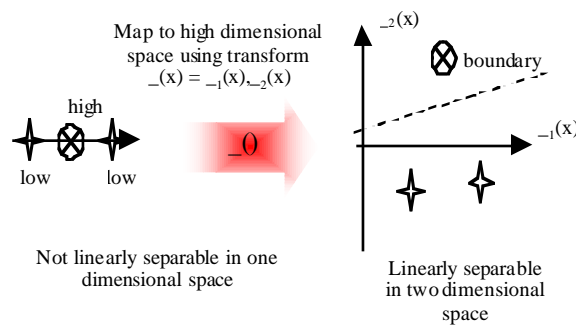 Map to high dimensional
space using transform
_(x) = _1(x),_2(x)
high
low
low
_()
Not linearly separable in one
dimensional space
_2(x)
boundary
_1(x)
Linearly separable
in two dimensional
space